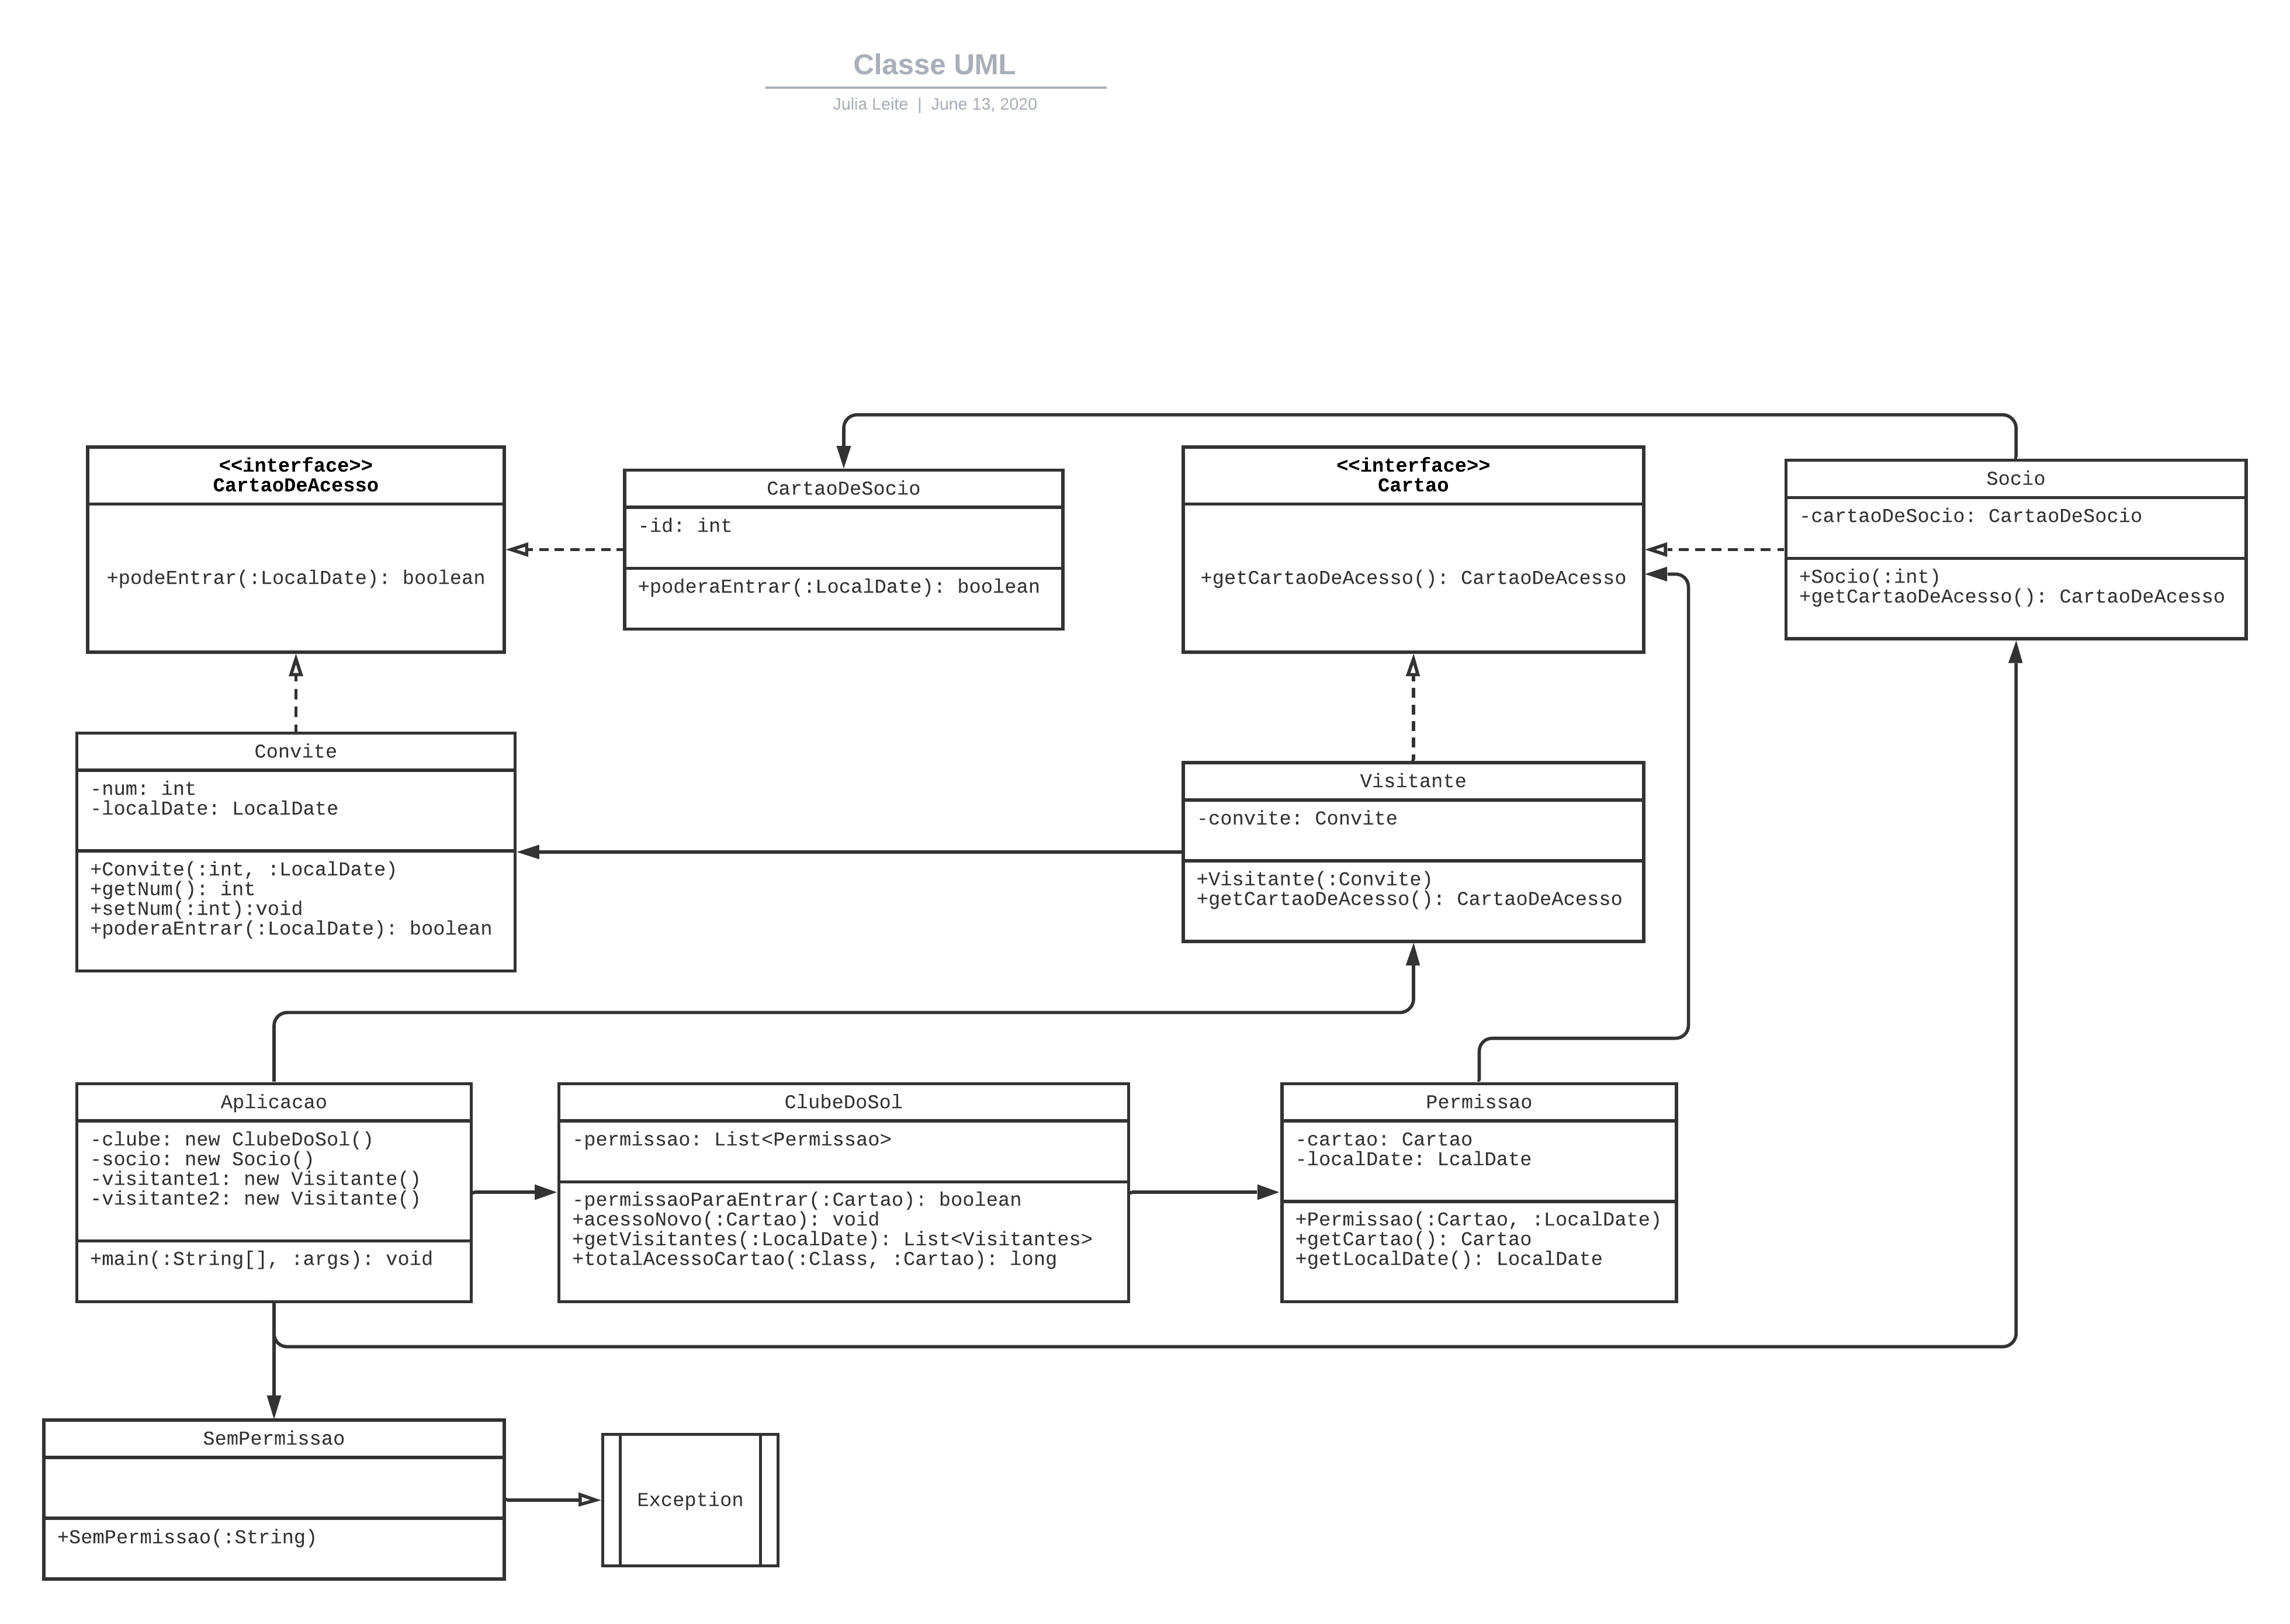 Classe UML
Julia Leite | June 13, 2020
<<interface>>
CartaoDeAcesso
+podeEntrar(:LocalDate): boolean
CartaoDeSocio
-id: int
+poderaEntrar(:LocalDate): boolean
<<interface>>
Cartao
+getCartaoDeAcesso(): CartaoDeAcesso
Socio
-cartaoDeSocio: CartaoDeSocio
+Socio(:int)
+getCartaoDeAcesso(): CartaoDeAcesso
Convite
-num: int
-localDate: LocalDate
+Convite(:int, :LocalDate)
+getNum(): int
+setNum(:int):void
+poderaEntrar(:LocalDate): boolean
Visitante
-convite: Convite
+Visitante(:Convite)
+getCartaoDeAcesso(): CartaoDeAcesso
Aplicacao
-clube: new ClubeDoSol()
-socio: new Socio()
-visitante1: new Visitante()
-visitante2: new Visitante()
+main(:String[], :args): void
ClubeDoSol
-permissao: List<Permissao>
-permissaoParaEntrar(:Cartao): boolean
+acessoNovo(:Cartao): void
+getVisitantes(:LocalDate): List<Visitantes>
+totalAcessoCartao(:Class, :Cartao): long
Permissao
-cartao: Cartao
-localDate: LcalDate
+Permissao(:Cartao, :LocalDate)
+getCartao(): Cartao
+getLocalDate(): LocalDate
SemPermissao
+SemPermissao(:String)
Exception